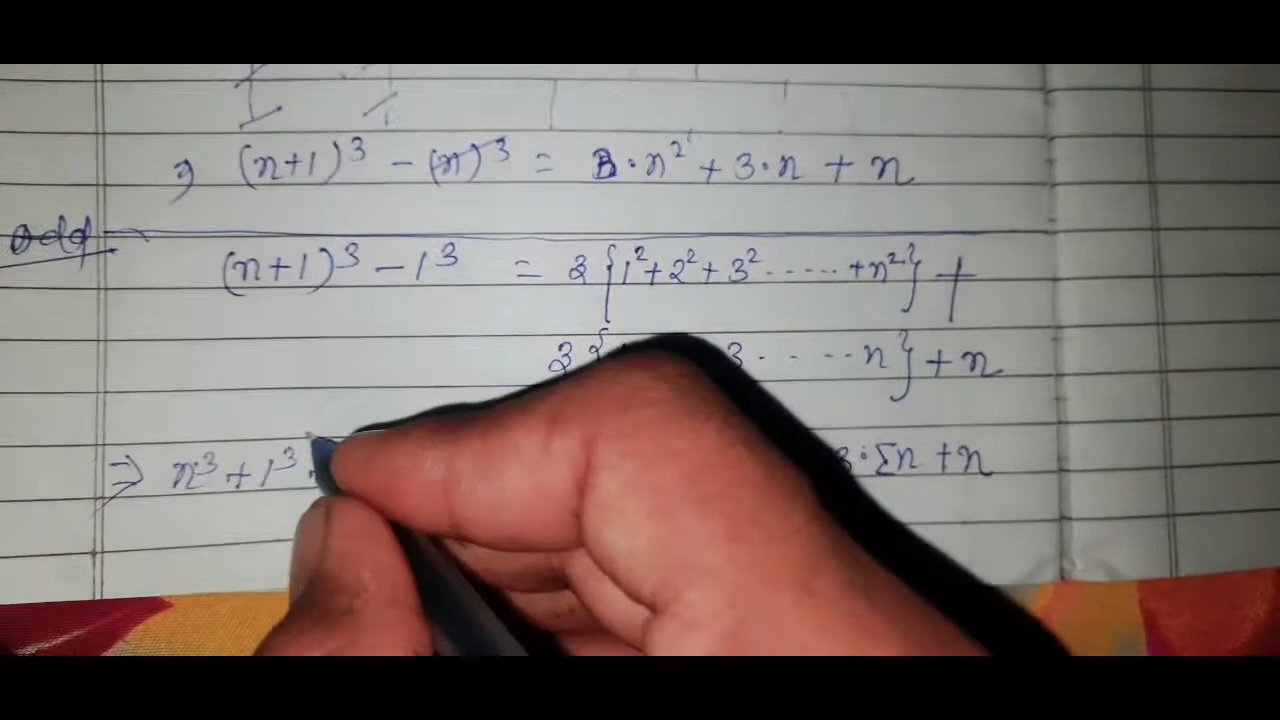 (n+1)³ - (n)³ = 3·n² + 3·n + n
Odd
(n+1)³ - 1³ = 3 {1² + 2² + 3² ..... + n²} +
3 { 3 ..... n} + n
⇒ n³ + 1³ 3·Σn + n